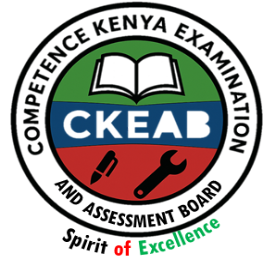 COMPETENCE KENYA EXAMINATION
CKEAB
AND ASSESSMENT BOARD
Spirit of Excellence